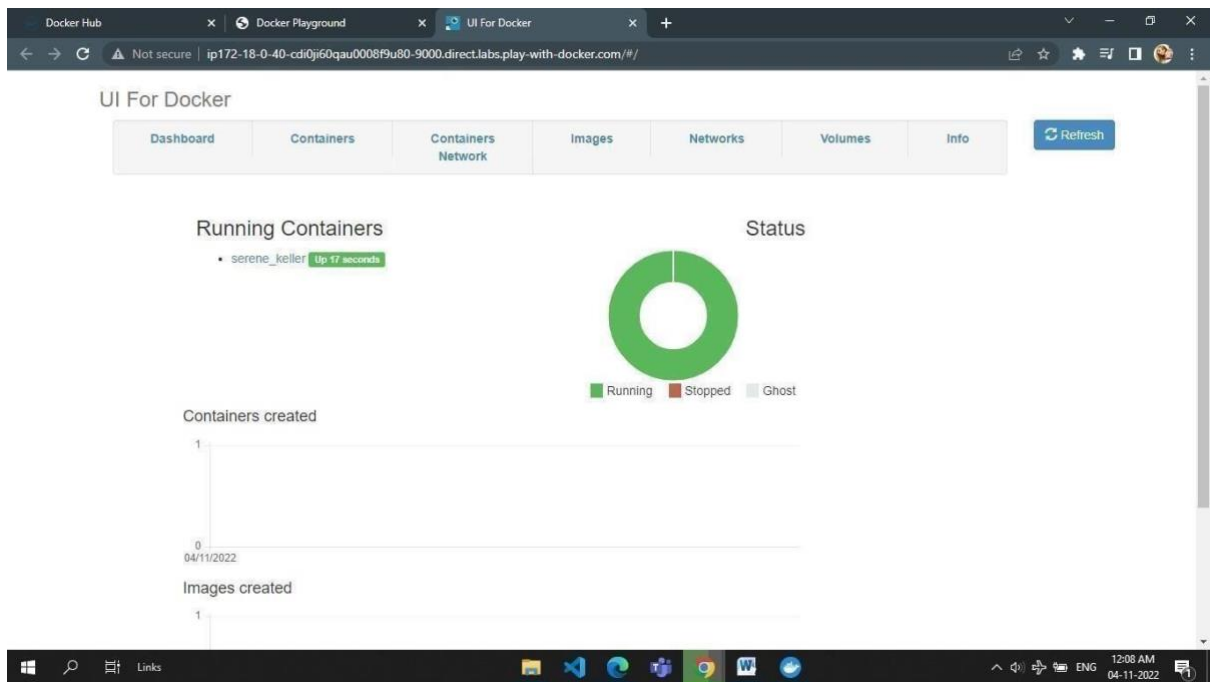 Docker Hub
Docker Playground
UI For Docker
Not secure | ip172-18-0-40-cdi0ji60qau0008f9u80-9000.direct.labs.play-with-docker.com/#/
UI For Docker
Dashboard
Containers
Containers
Network
Images
Networks
Volumes
Info
Refresh
Running Containers
serene_keller Up 17 seconds
Status
Running Stopped Ghost
Containers created
1
0
04/11/2022
Images created
1
Links
ENG
12:08 AM
04-11-2022
1